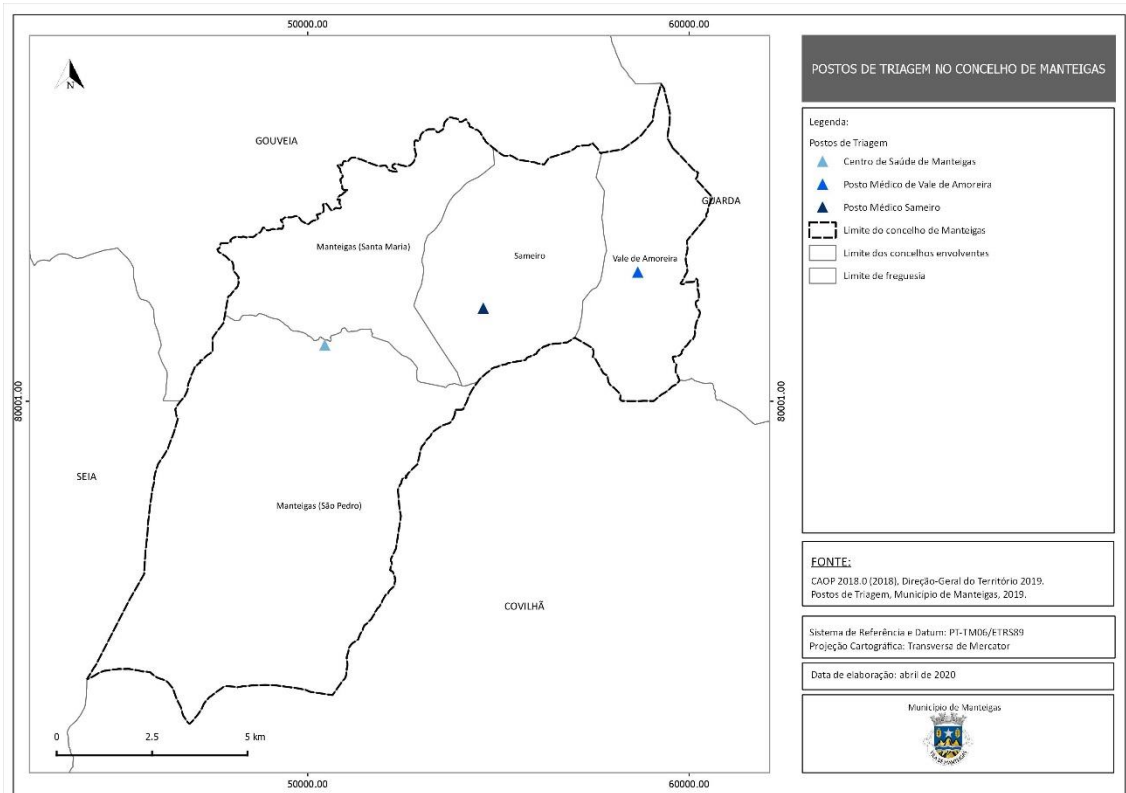 50000.00
60000.00
POSTOS DE TRIAGEM NO CONCELHO DE MANTEIGAS
N
GOUVEIA
GUARDA
Manteigas (Santa Maria)
Sameiro
Vale de Amoreira
80001.00
80001.00
SEIA
Manteigas (São Pedro)
COVILHÃ
0
2.5
5 km
50000.00
60000.00
Legenda:
Postos de Triagem
Centro de Saúde de Manteigas
Posto Médico de Vale de Amoreira
Posto Médico Sameiro
Limite do concelho de Manteigas
Limite dos concelhos envolventes
Limite de freguesia
FONTE:
CAOP 2018.0 (2018), Direção-Geral do Território 2019.
Postos de Triagem, Município de Manteigas, 2019.
Sistema de Referência e Datum: PT-TM06/ETRS89
Projeção Cartográfica: Transversa de Mercator
Data de elaboração: abril de 2020
Município de Manteigas
VILA DE MANTEIGAS